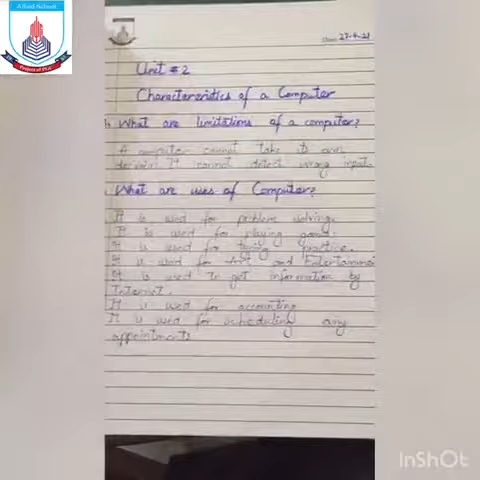 Allied School
Project of PGC
Date: 27-4-21
Unit # 2
Characteristics of a Computer
1. What are limitations of a computer?
A computer cannot take its own
decision It cannot detect wrong input.
What are uses of Computer?
It is used for problem solving.
It is used for playing games.
It is used for typing practice.
It is used for Art and Entertainmen
It is used to get information by
Internet.
It is used for accounting
It is used for scheduling any
appointments
InShOt